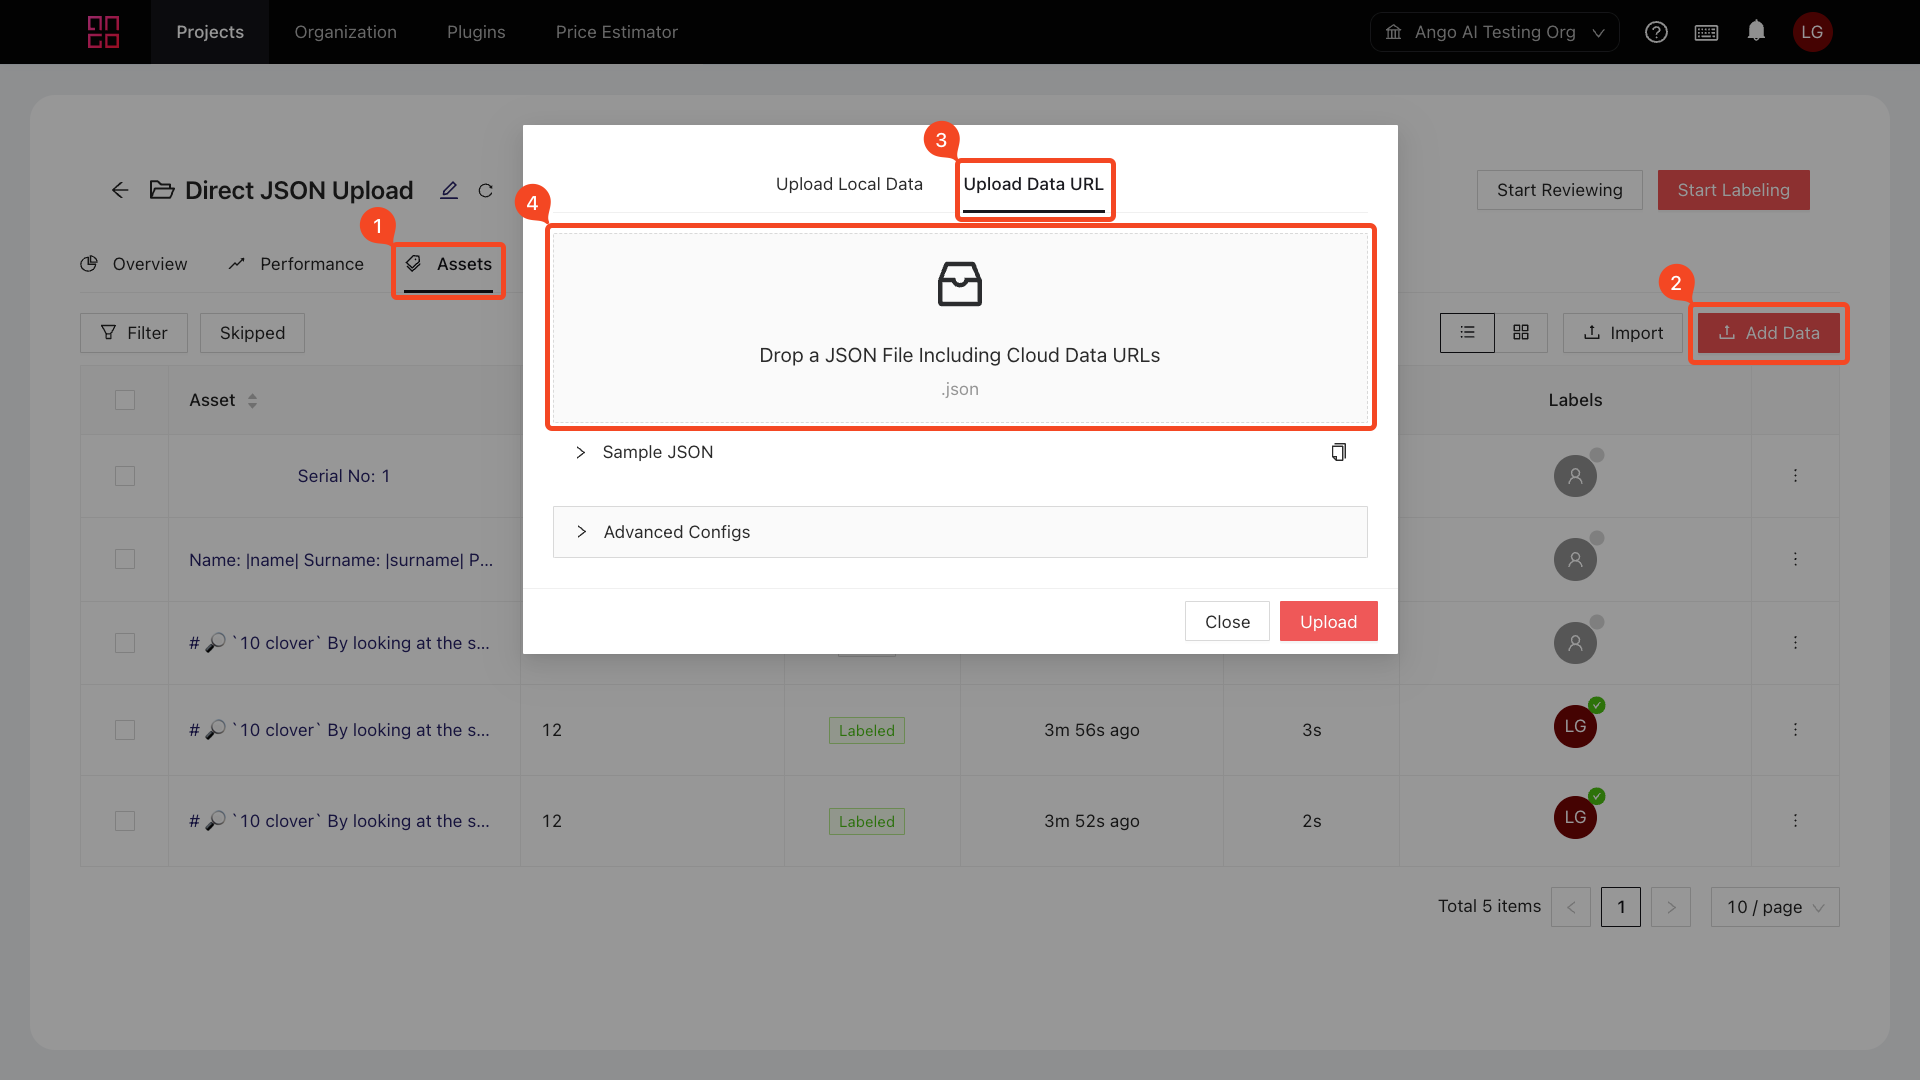 Projects
Organization
Plugins
Price Estimator
Ango AI Testing Org
LG
3
Upload Local Data
Upload Data URL
Direct JSON Upload
4
Start Reviewing
Start Labeling
1
Overview
Performance
Assets
2
Filter
Skipped
Import
Add Data
Drop a JSON File Including Cloud Data URLs
.json
Asset
Labels
Sample JSON
Serial No: 1
Advanced Configs
Name: |name| Surname: |surname| P...
Close
Upload
# 🔎 `10 clover` By looking at the s...
# 🔎 `10 clover` By looking at the s...
12
Labeled
3m 56s ago
3s
LG
# 🔎 `10 clover` By looking at the s...
12
Labeled
3m 52s ago
2s
LG
Total 5 items
1
10 / page